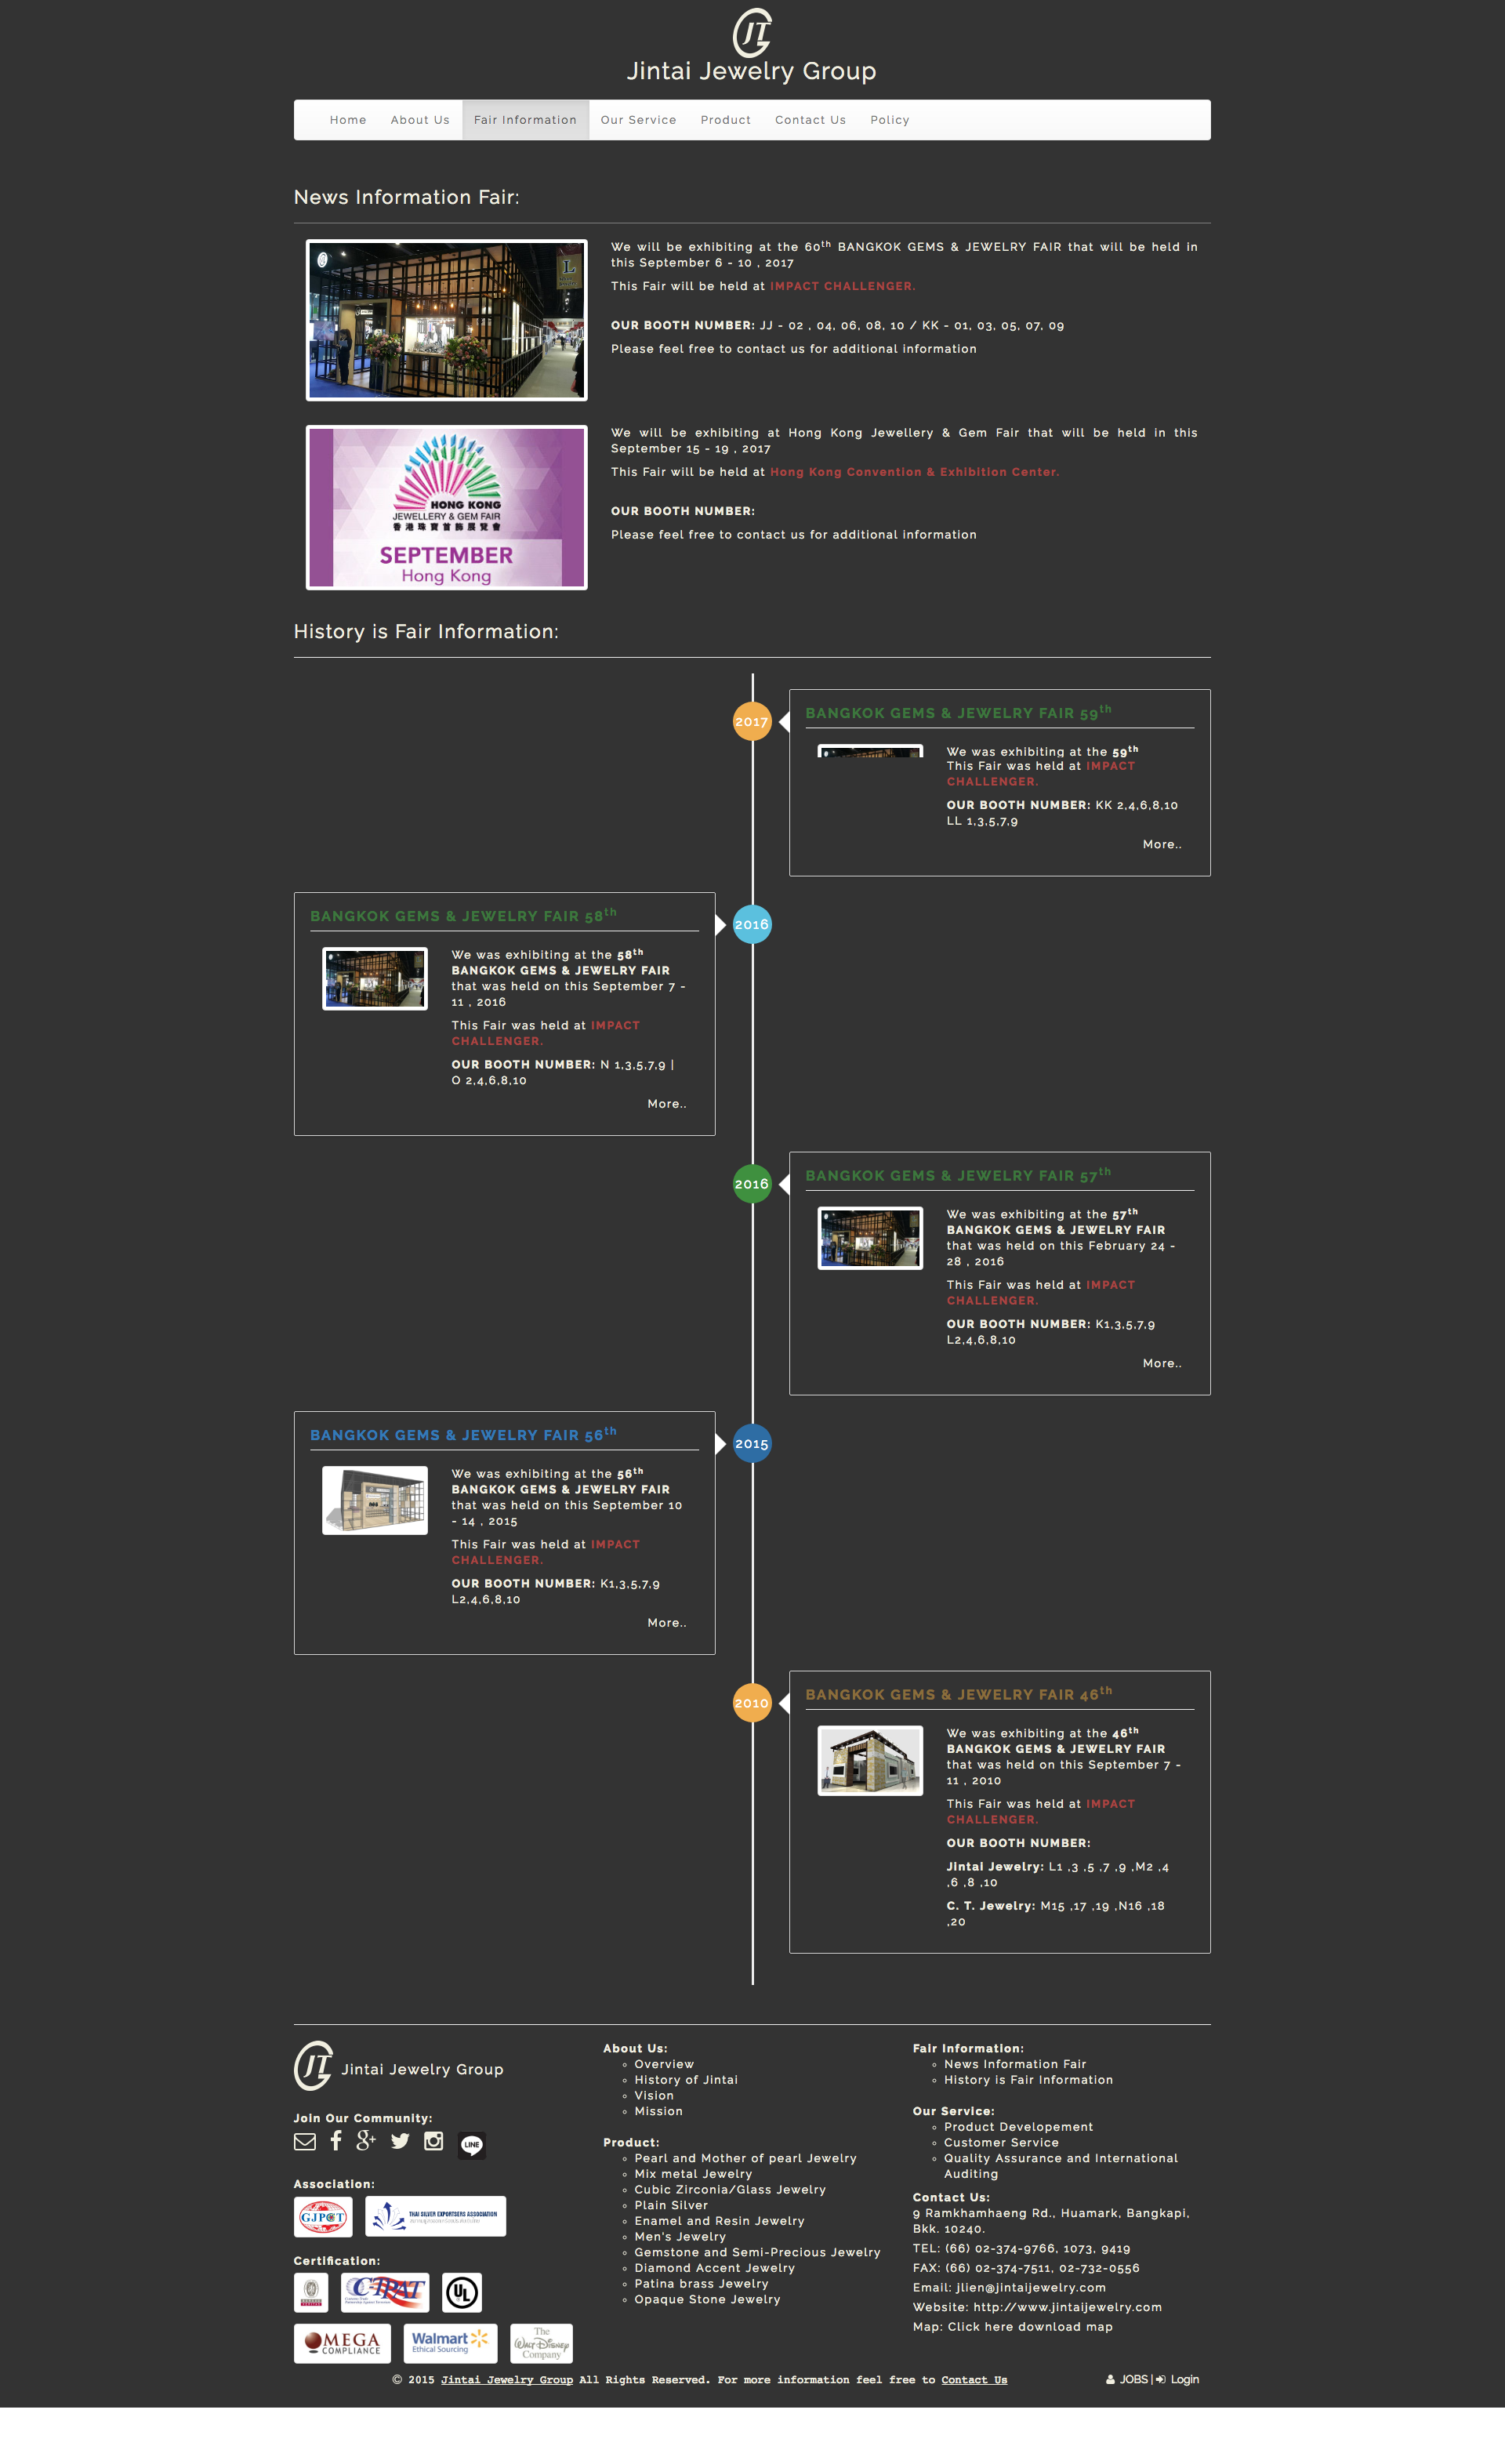 JT
Jintai Jewelry Group
Home About Us Fair Information Our Service Product Contact Us Policy
News Information Fair:
We will be exhibiting at the 60th BANGKOK GEMS & JEWELRY FAIR that will be held in
this September 6 - 10 , 2017
This Fair will be held at IMPACT CHALLENGER.
OUR BOOTH NUMBER: JJ - 02 , 04, 06, 08, 10 / KK - 01, 03, 05, 07, 09
Please feel free to contact us for additional information
L
HONG KONG
JEWELLERY & GEM FAIR
香港珠寶首飾展覽會
SEPTEMBER
Hong Kong
We will be exhibiting at Hong Kong Jewellery & Gem Fair that will be held in this
September 15 - 19 , 2017
This Fair will be held at Hong Kong Convention & Exhibition Center.
OUR BOOTH NUMBER:
Please feel free to contact us for additional information
History is Fair Information:
2017
BANGKOK GEMS & JEWELRY FAIR 59th
We was exhibiting at the 59th
This Fair was held at IMPACT
CHALLENGER.
OUR BOOTH NUMBER: KK 2,4,6,8,10
LL 1,3,5,7,9
More..
2016
BANGKOK GEMS & JEWELRY FAIR 58th
We was exhibiting at the 58th
BANGKOK GEMS & JEWELRY FAIR
that was held on this September 7 -
11 , 2016
This Fair was held at IMPACT
CHALLENGER.
OUR BOOTH NUMBER: N 1,3,5,7,9 |
O 2,4,6,8,10
More..
2016
BANGKOK GEMS & JEWELRY FAIR 57th
We was exhibiting at the 57th
BANGKOK GEMS & JEWELRY FAIR
that was held on this February 24 -
28 , 2016
This Fair was held at IMPACT
CHALLENGER.
OUR BOOTH NUMBER: K1,3,5,7,9
L2,4,6,8,10
More..
2015
BANGKOK GEMS & JEWELRY FAIR 56th
We was exhibiting at the 56th
BANGKOK GEMS & JEWELRY FAIR
that was held on this September 10
- 14 , 2015
This Fair was held at IMPACT
CHALLENGER.
OUR BOOTH NUMBER: K1,3,5,7,9
L2,4,6,8,10
More..
2010
BANGKOK GEMS & JEWELRY FAIR 46th
We was exhibiting at the 46th
BANGKOK GEMS & JEWELRY FAIR
that was held on this September 7 -
11 , 2010
This Fair was held at IMPACT
CHALLENGER.
OUR BOOTH NUMBER:
Jintai Jewelry: L1 ,3 ,5 ,7 ,9 ,M2 ,4
,6 ,8 ,10
C. T. Jewelry: M15 ,17 ,19 ,N16 ,18
,20
JT Jintai Jewelry Group
Join Our Community:
LINE
Association:
GJPCT
THAI SILVER EXPORTERS ASSOCIATION
Certification:
CTPAT
UL
OMEGA
COMPLIANCE
Walmart
Ethical Sourcing
The
Walt Disney
Company
About Us:
Overview
History of Jintai
Vision
Mission
Product:
Pearl and Mother of pearl Jewelry
Mix metal Jewelry
Cubic Zirconia/Glass Jewelry
Plain Silver
Enamel and Resin Jewelry
Men's Jewelry
Gemstone and Semi-Precious Jewelry
Diamond Accent Jewelry
Patina brass Jewelry
Opaque Stone Jewelry
Fair Information:
News Information Fair
History is Fair Information
Our Service:
Product Developement
Customer Service
Quality Assurance and International
Auditing
Contact Us:
9 Ramkhamhaeng Rd., Huamark, Bangkapi,
Bkk. 10240.
TEL: (66) 02-374-9766, 1073, 9419
FAX: (66) 02-374-7511, 02-732-0556
Email: jlien@jintaijewelry.com
Website: http://www.jintaijewelry.com
Map: Click here download map
© 2015 Jintai Jewelry Group All Rights Reserved. For more information feel free to Contact Us
JOBS | Login